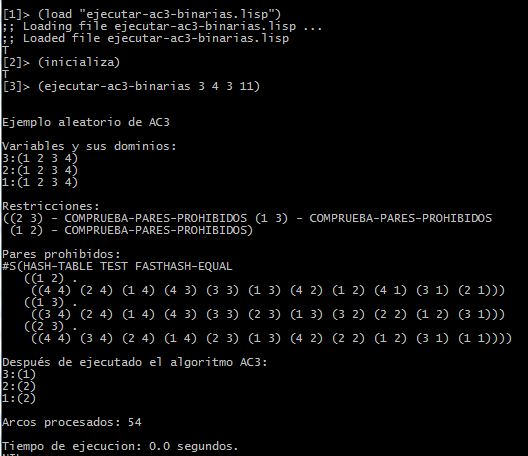 [1]> (load "ejecutar-ac3-binarias.lisp")
;; Loading file ejecutar-ac3-binarias.lisp ...
;; Loaded file ejecutar-ac3-binarias.lisp
T
[2]> (inicializa)
T
[3]> (ejecutar-ac3-binarias 3 4 3 11)
Ejemplo aleatorio de AC3
Variables y sus dominios:
3:(1 2 3 4)
2:(1 2 3 4)
1:(1 2 3 4)
Restricciones:
((2 3) - COMPRUEBA-PARES-PROHIBIDOS (1 3) - COMPRUEBA-PARES-PROHIBIDOS
(1 2) - COMPRUEBA-PARES-PROHIBIDOS)
Pares prohibidos:
#S(HASH-TABLE TEST FASTHASH-EQUAL
((1 2) .
((4 4) (2 4) (1 4) (4 3) (3 3) (1 3) (4 2) (1 2) (4 1) (3 1) (2 1)))
((1 3) .
((3 4) (2 4) (1 4) (4 3) (3 3) (2 3) (1 3) (3 2) (2 2) (1 2) (3 1)))
((2 3) .
((4 4) (3 4) (2 4) (1 4) (2 3) (1 3) (4 2) (2 2) (1 2) (3 1) (1 1))))
Después de ejecutado el algoritmo AC3:
3:(1)
2:(2)
1:(2)
Arcos procesados: 54
Tiempo de ejecucion: 0.0 segundos.
NIL